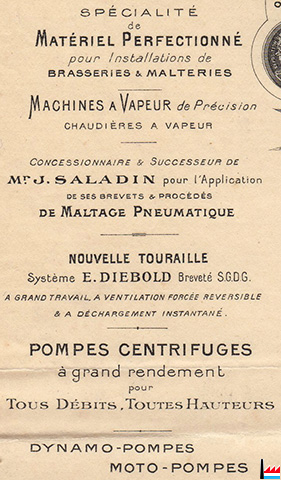 SPÉCIALITÉ
de
MATÉRIEL PERFECTIONNÉ
pour Installations de
BRASSERIES & MALTERIES
MACHINES A VAPEUR de Précision
CHAUDIÈRES A VAPEUR
CONCESSIONNAIRE & SUCCESSEUR DE
Mr. J. SALADIN pour l'Application
DE SES BREVETS & PROCÉDÉS
DE MALTAGE PNEUMATIQUE
NOUVELLE TOURAILLE
Système E. DIEBOLD Breveté S.G.D.G.
A GRAND TRAVAIL, A VENTILATION FORCÉE REVERSIBLE
& A DÉCHARGEMENT INSTANTANÉ.
POMPES CENTRIFUGES
à grand rendement
pour
TOUS DÉBITS, TOUTES HAUTEURS
DYNAMO-POMPES
MOTO-POMPES